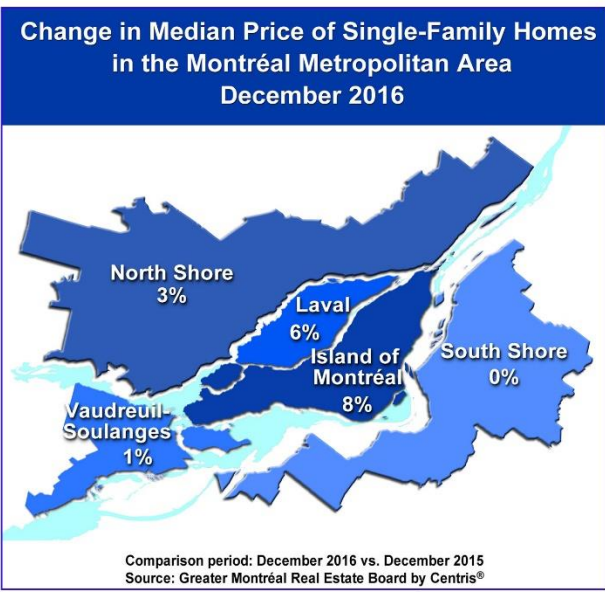 Change in Median Price of Single-Family Homes
in the Montréal Metropolitan Area
December 2016
North Shore
3%
Laval
6%
Island of
Montréal
8%
South Shore
0%
Vaudreuil-
Soulanges
1%
Comparison period: December 2016 vs. December 2015
Source: Greater Montréal Real Estate Board by Centris®